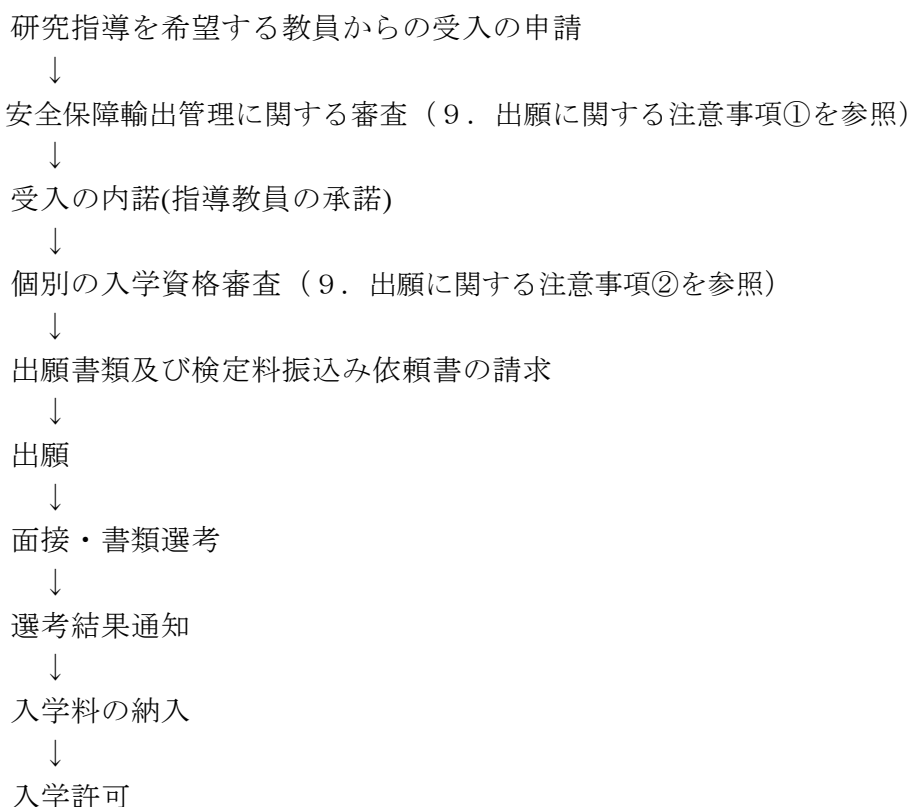 研究指導を希望する教員からの受入の申請
↓
安全保障輸出管理に関する審査（９．出願に関する注意事項①を参照）
↓
受入の内諾(指導教員の承諾)
↓
個別の入学資格審査（９．出願に関する注意事項②を参照）
↓
出願書類及び検定料振込み依頼書の請求
↓
出願
↓
面接・書類選考
↓
選考結果通知
↓
入学料の納入
↓
入学許可